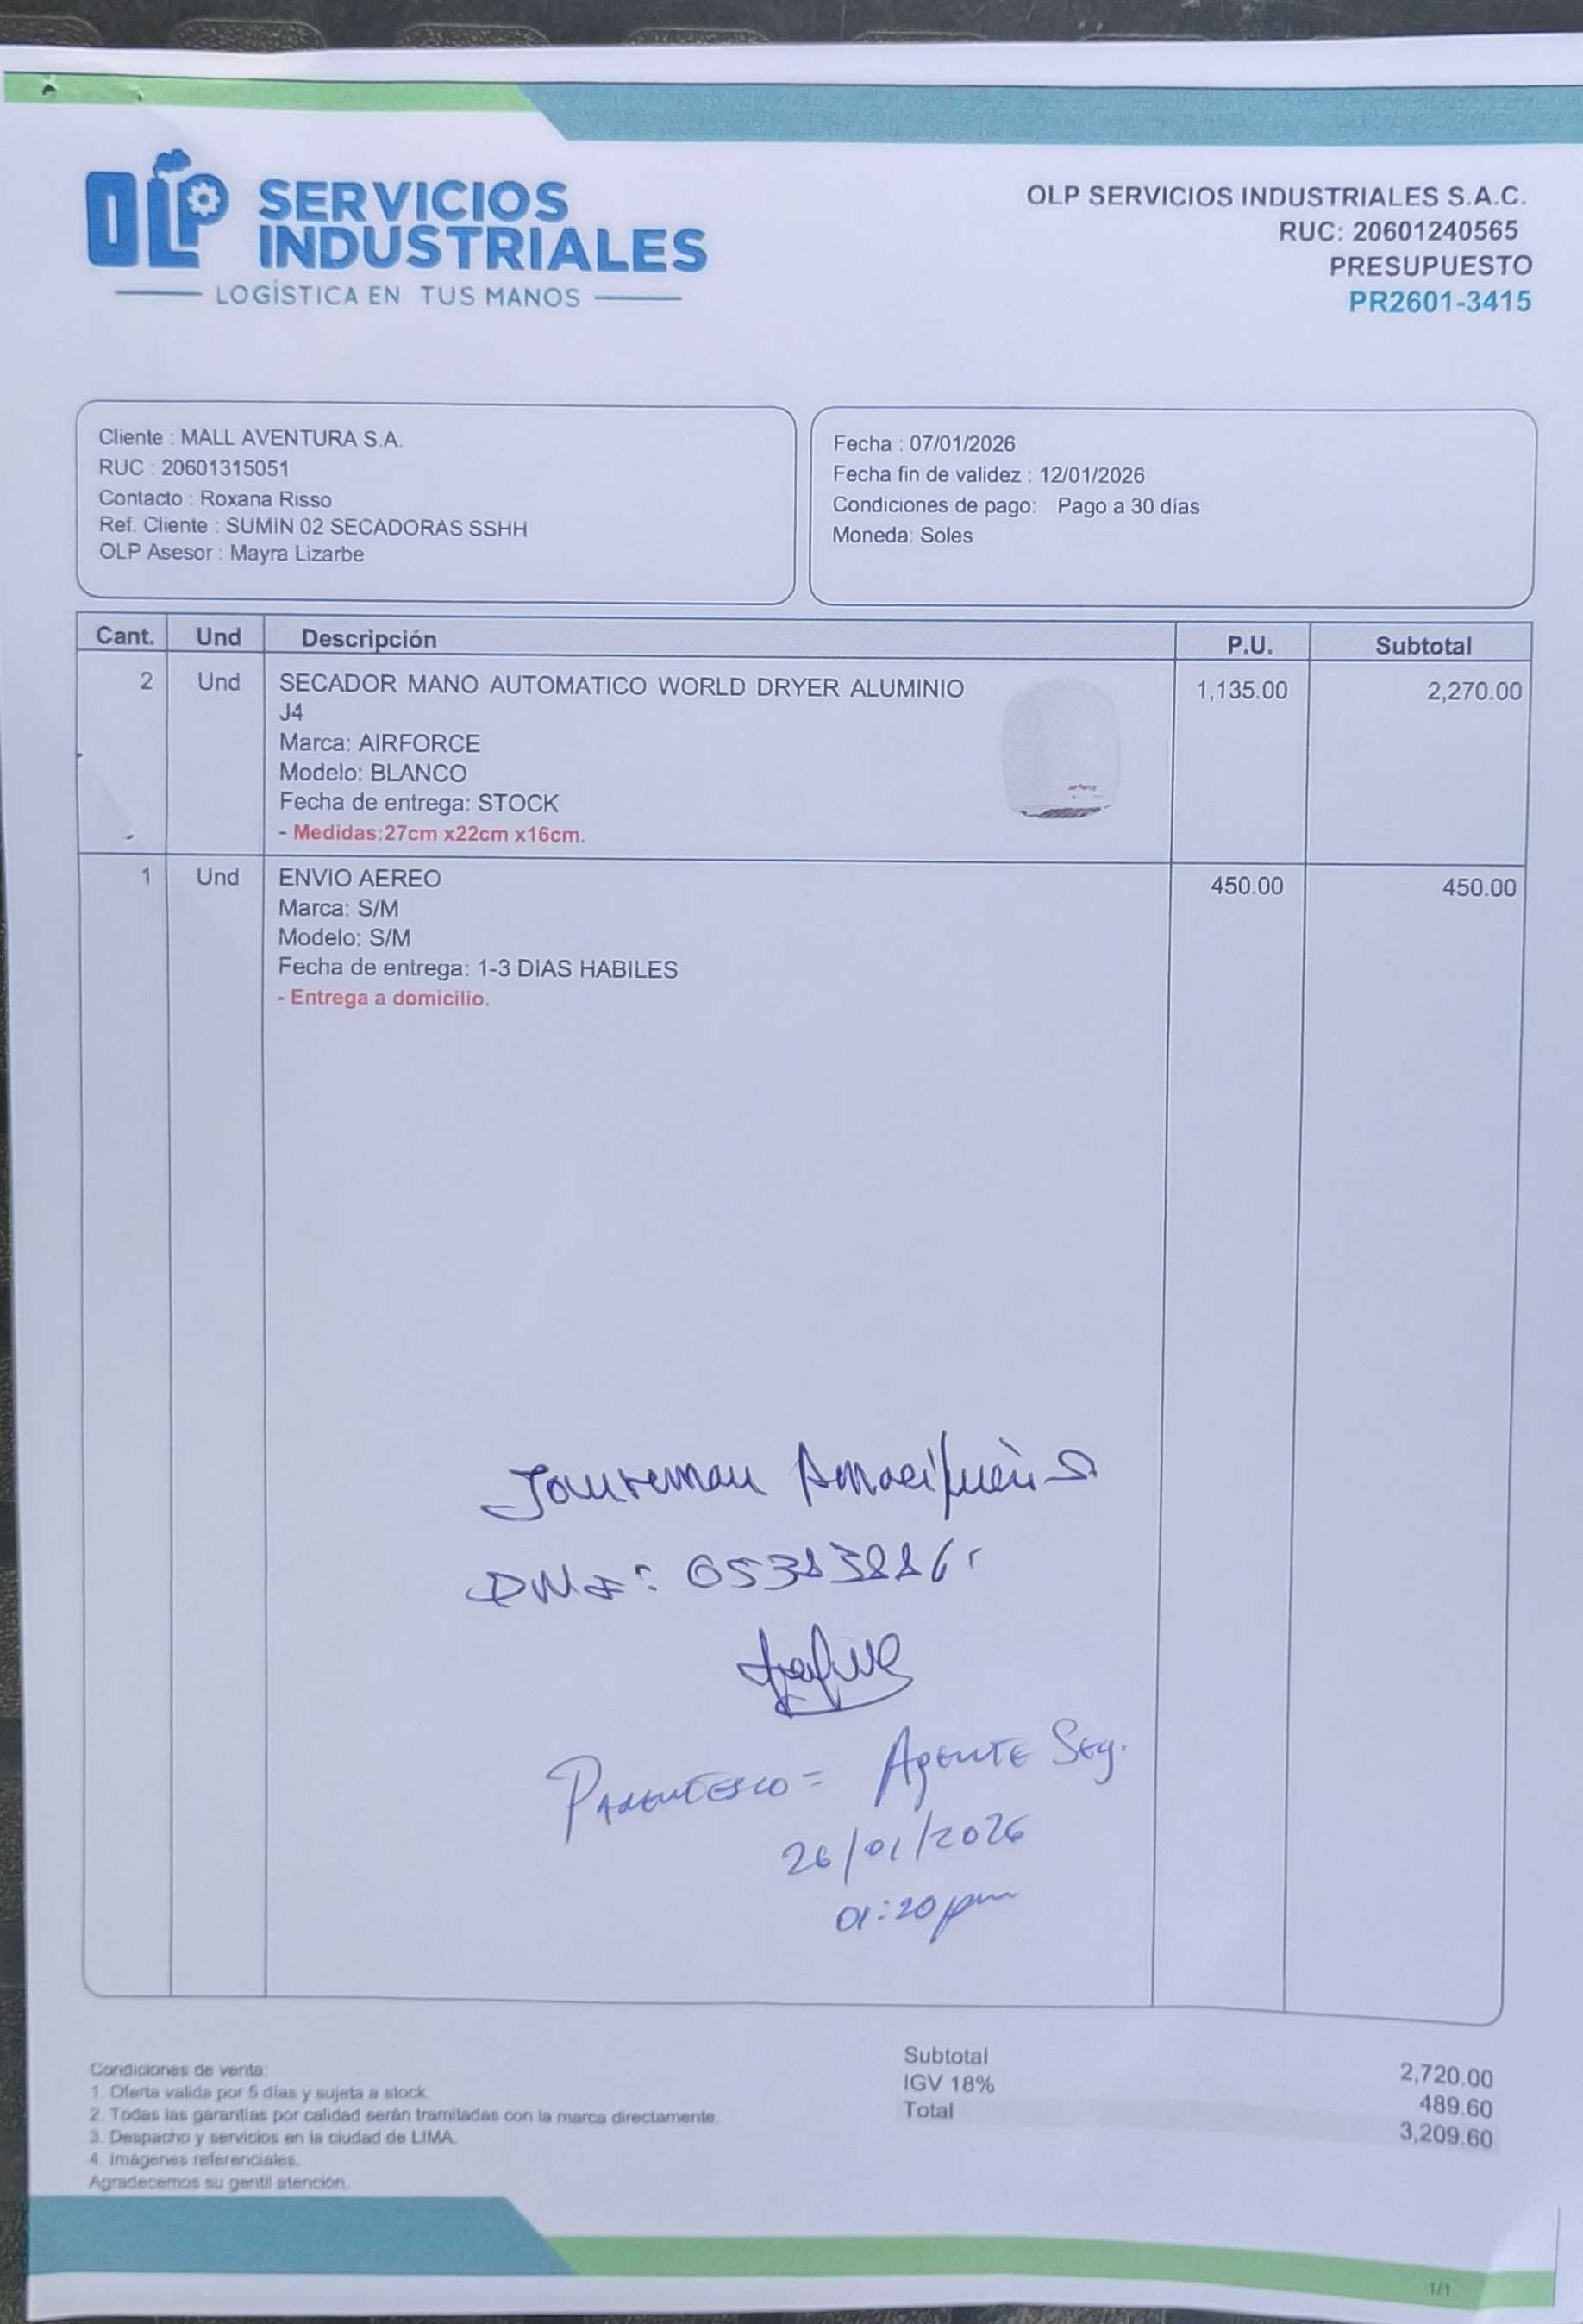 OLP SERVICIOS
INDUSTRIALES
LOGÍSTICA EN TUS MANOS
OLP SERVICIOS INDUSTRIALES S.A.C.
RUC: 20601240565
PRESUPUESTO
PR2601-3415
Cliente : MALL AVENTURA S.A.
RUC : 20601315051
Contacto : Roxana Risso
Ref. Cliente : SUMIN 02 SECADORAS SSHH
OLP Asesor : Mayra Lizarbe
Fecha : 07/01/2026
Fecha fin de validez : 12/01/2026
Condiciones de pago: Pago a 30 días
Moneda: Soles
Cant. Und Descripción P.U. Subtotal
2 Und SECADOR MANO AUTOMATICO WORLD DRYER ALUMINIO 1,135.00 2,270.00
J4
Marca: AIRFORCE
Modelo: BLANCO
Fecha de entrega: STOCK
- Medidas:27cm x22cm x16cm.
1 Und ENVIO AEREO 450.00 450.00
Marca: S/M
Modelo: S/M
Fecha de entrega: 1-3 DIAS HABILES
- Entrega a domicilio.
DNI:
PARENTESCO = AGENTE SEG.
26/01/2026
01:20 pm
Condiciones de venta:
1. Oferta valida por 5 días y sujeta a stock.
2. Todas las garantías por calidad serán tramitadas con la marca directamente.
3. Despacho y servicios en la ciudad de LIMA.
4. Imágenes referenciales.
Agradecemos su gentil atención.
Subtotal 2,720.00
IGV 18% 489.60
Total 3,209.60
1/1